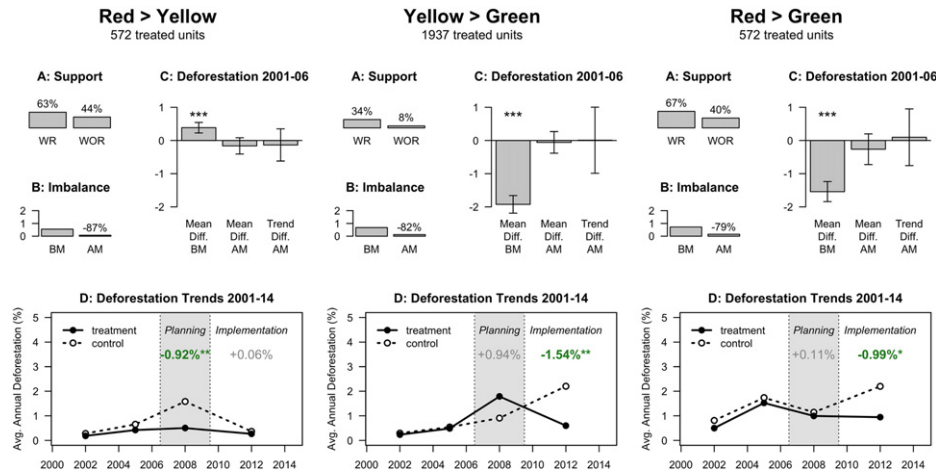 Red > Yellow
572 treated units
A: Support
63%
44%
WR
WOR
B: Imbalance
2
1
0
-87%
BM
AM
C: Deforestation 2001-06
1
0
-1
-2
***
Mean Diff. BM
Mean Diff. AM
Trend Diff. AM
D: Deforestation Trends 2001-14
Avg. Annual Deforestation (%)
5
4
3
2
1
0
treatment
control
Planning
Implementation
-0.92%**
+0.06%
2000 2002 2004 2006 2008 2010 2012 2014
Yellow > Green
1937 treated units
A: Support
34%
8%
WR
WOR
B: Imbalance
2
1
0
-82%
BM
AM
C: Deforestation 2001-06
1
0
-1
-2
***
Mean Diff. BM
Mean Diff. AM
Trend Diff. AM
D: Deforestation Trends 2001-14
Avg. Annual Deforestation (%)
5
4
3
2
1
0
treatment
control
Planning
Implementation
+0.94%
-1.54%**
2000 2002 2004 2006 2008 2010 2012 2014
Red > Green
572 treated units
A: Support
67%
40%
WR
WOR
B: Imbalance
2
1
0
-79%
BM
AM
C: Deforestation 2001-06
1
0
-1
-2
***
Mean Diff. BM
Mean Diff. AM
Trend Diff. AM
D: Deforestation Trends 2001-14
Avg. Annual Deforestation (%)
5
4
3
2
1
0
treatment
control
Planning
Implementation
+0.11%
-0.99%*
2000 2002 2004 2006 2008 2010 2012 2014